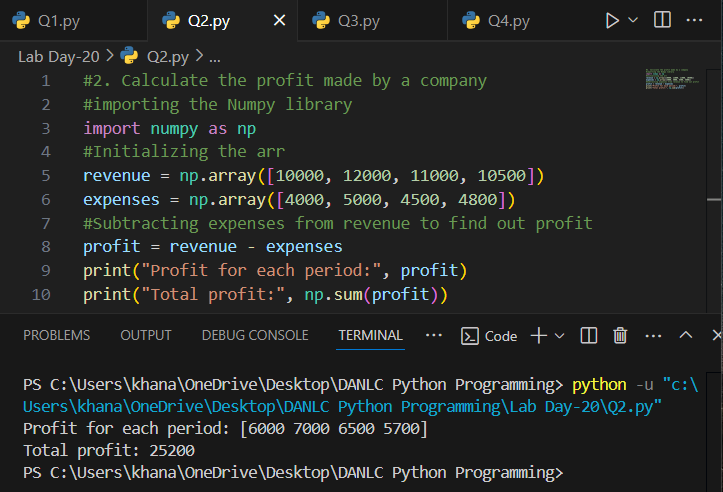 Q1.py Q2.py Q3.py Q4.py
Lab Day-20 > Q2.py > ...
1 #2. Calculate the profit made by a company
2 #importing the Numpy library
3 import numpy as np
4 #Initializing the arr
5 revenue = np.array([10000, 12000, 11000, 10500])
6 expenses = np.array([4000, 5000, 4500, 4800])
7 #Subtracting expenses from revenue to find out profit
8 profit = revenue - expenses
9 print("Profit for each period:", profit)
10 print("Total profit:", np.sum(profit))
PROBLEMS OUTPUT DEBUG CONSOLE TERMINAL ... Code
PS C:\Users\khana\OneDrive\Desktop\DANLC Python Programming> python -u "c:\
Users\khana\OneDrive\Desktop\DANLC Python Programming\Lab Day-20\Q2.py"
Profit for each period: [6000 7000 6500 5700]
Total profit: 25200
PS C:\Users\khana\OneDrive\Desktop\DANLC Python Programming>